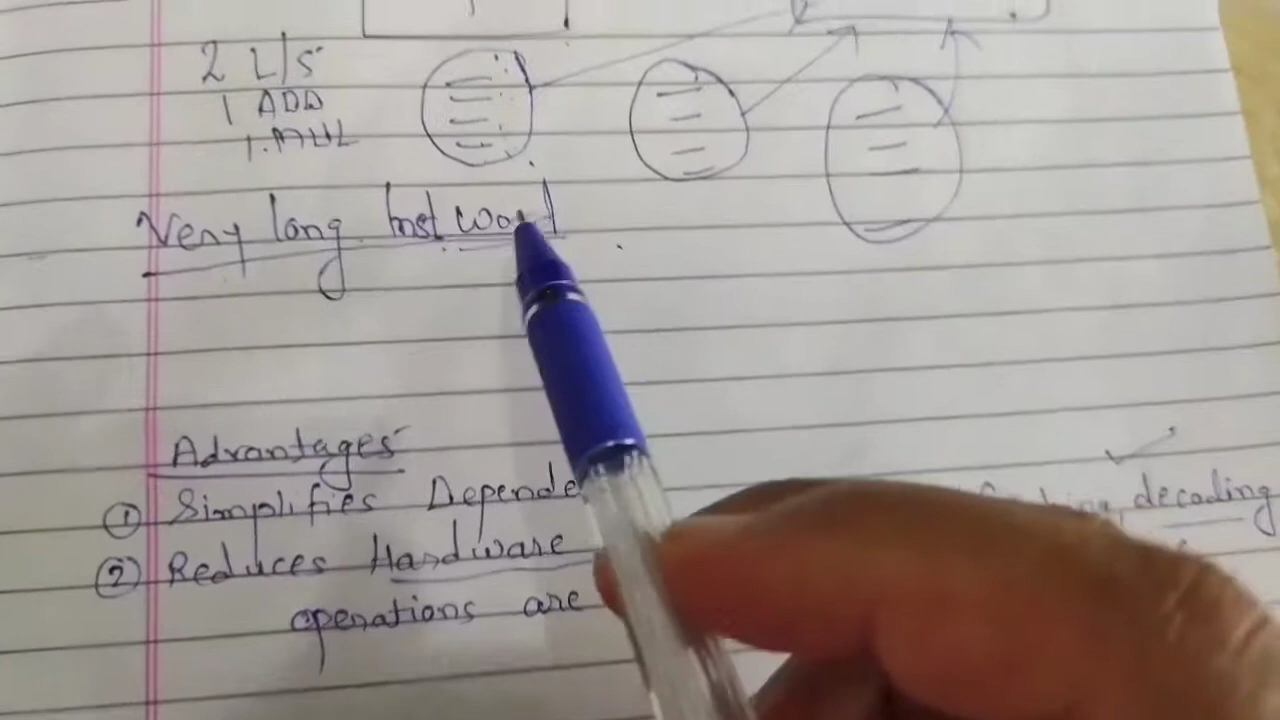 2 L/S
1 ADD
1. MUL
Very long Inst word
Advantages
① Simplifies Depende decoding
② Reduces Hardware
operations are